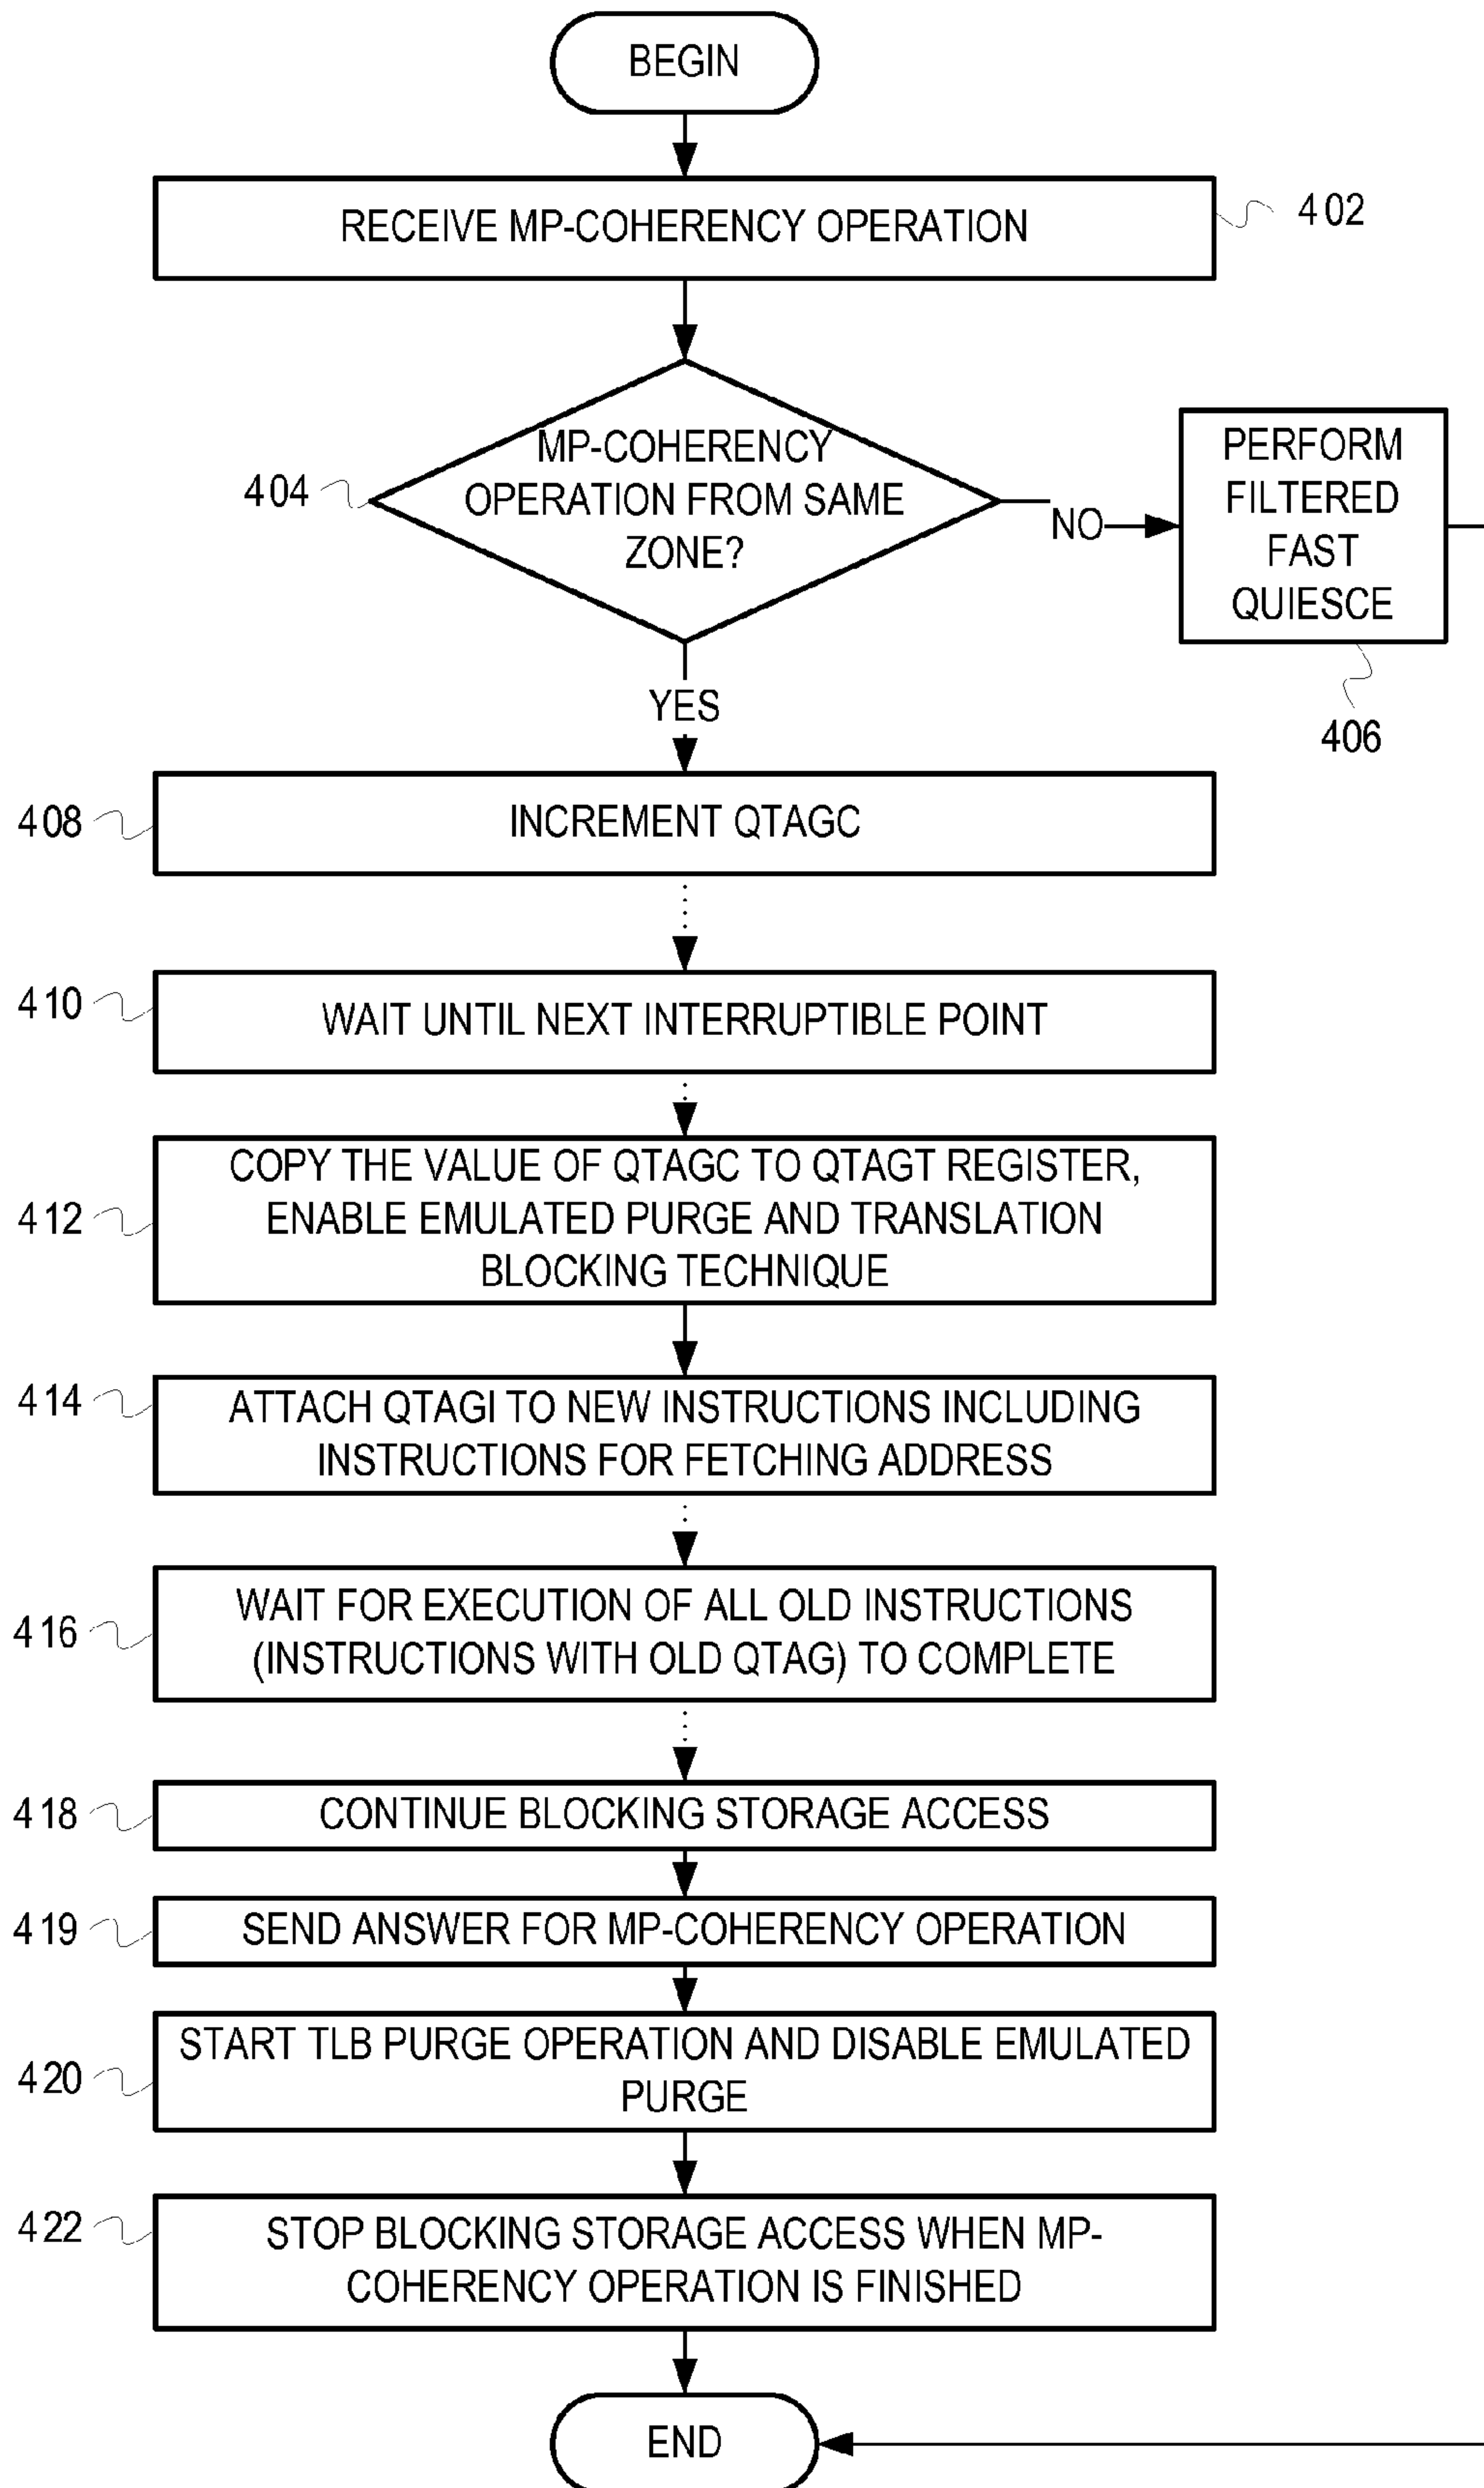 BEGIN
RECEIVE MP-COHERENCY OPERATION
402
MP-COHERENCY
OPERATION FROM SAME
ZONE?
404
NO
PERFORM
FILTERED
FAST
QUIESCE
406
YES
408
INCREMENT QTAGC
410
WAIT UNTIL NEXT INTERRUPTIBLE POINT
412
COPY THE VALUE OF QTAGC TO QTAGT REGISTER,
ENABLE EMULATED PURGE AND TRANSLATION
BLOCKING TECHNIQUE
414
ATTACH QTAGI TO NEW INSTRUCTIONS INCLUDING
INSTRUCTIONS FOR FETCHING ADDRESS
416
WAIT FOR EXECUTION OF ALL OLD INSTRUCTIONS
(INSTRUCTIONS WITH OLD QTAG) TO COMPLETE
418
CONTINUE BLOCKING STORAGE ACCESS
419
SEND ANSWER FOR MP-COHERENCY OPERATION
420
START TLB PURGE OPERATION AND DISABLE EMULATED
PURGE
422
STOP BLOCKING STORAGE ACCESS WHEN MP-
COHERENCY OPERATION IS FINISHED
END